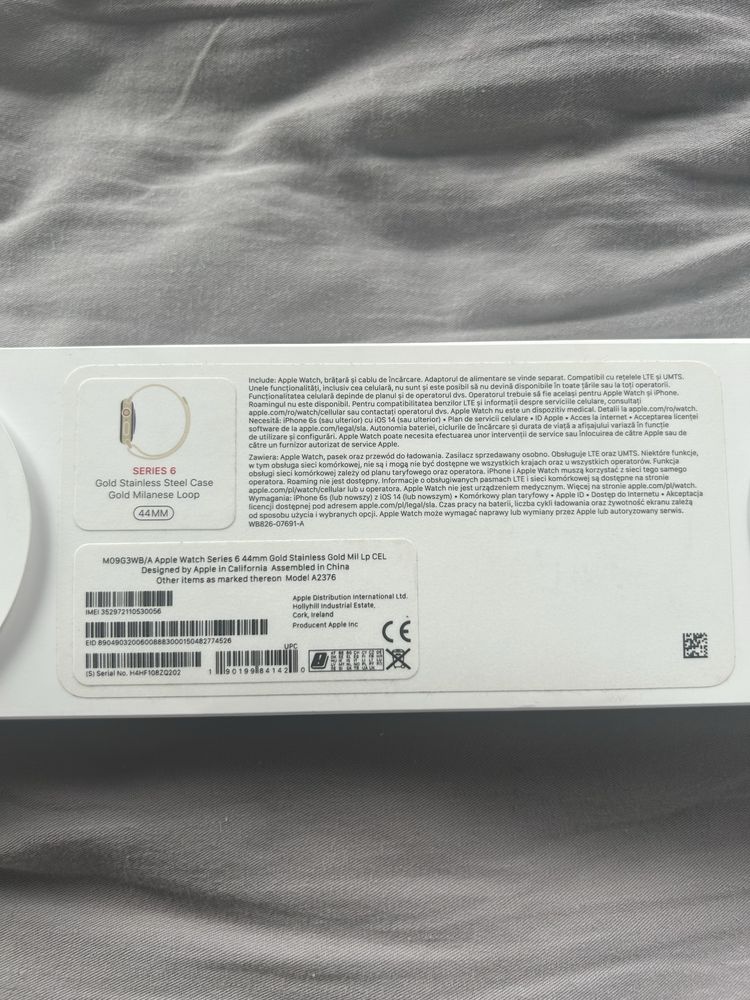 SERIES 6
Gold Stainless Steel Case
Gold Milanese Loop
44MM
Include: Apple Watch, brățară și cablu de încărcare. Adaptorul de alimentare se vinde separat. Compatibil cu rețelele LTE și UMTS.
Unele funcționalități, inclusiv cea celulară, nu sunt și este posibil să nu devină disponibile în toate țările sau la toți operatorii.
Funcționalitatea celulară depinde de planul și de operatorul dvs. Operatorul trebuie să fie același pentru Apple Watch și iPhone.
Roamingul nu este disponibil. Pentru compatibilitatea benzilor LTE și informații despre serviciile celulare, consultați
apple.com/ro/watch/cellular sau contactați operatorul dvs. Apple Watch nu este un dispozitiv medical. Detalii la apple.com/ro/watch.
Necesită: iPhone 6s (sau ulterior) cu iOS 14 (sau ulterior) • Plan de servicii celulare • ID Apple • Acces la internet • Acceptarea licenței
software de la apple.com/legal/sla. Autonomia bateriei, ciclurile de încărcare și durata de viață a afișajului variază în funcție
de utilizare și configurări. Apple Watch poate necesita efectuarea unor intervenții de service sau înlocuirea de către Apple sau de
către un furnizor autorizat de service Apple.
Zawiera: Apple Watch, pasek oraz przewód do ładowania. Zasilacz sprzedawany osobno. Obsługuje LTE oraz UMTS. Niektóre funkcje,
w tym obsługa sieci komórkowej, nie są i mogą nie być dostępne we wszystkich krajach oraz u wszystkich operatorów. Funkcja
obsługi sieci komórkowej zależy od planu taryfowego oraz operatora. iPhone i Apple Watch muszą korzystać z sieci tego samego
operatora. Roaming nie jest dostępny. Informacje o obsługiwanych pasmach LTE i sieci komórkowej są dostępne na stronie
apple.com/pl/watch/cellular lub u operatora. Apple Watch nie jest urządzeniem medycznym. Więcej na stronie apple.com/pl/watch.
Wymagania: iPhone 6s (lub nowszy) z iOS 14 (lub nowszym) • Komórkowy plan taryfowy • Apple ID • Dostęp do Internetu • Akceptacja
licencji dostępnej pod adresem apple.com/pl/legal/sla. Czas pracy na baterii, liczba cykli ładowania oraz żywotność ekranu zależą
od sposobu użycia i wybranych opcji. Apple Watch może wymagać naprawy lub wymiany przez Apple lub autoryzowany serwis.
WB826-07691-A
M09G3WB/A Apple Watch Series 6 44mm Gold Stainless Gold Mil Lp CEL
Designed by Apple in California Assembled in China
Other items as marked thereon Model A2376
IMEI 352972110530056
EID 89049032006008883000150482774526
(S) Serial No. H4HF108ZQ202
UPC
1 90199 84142 0
Apple Distribution International Ltd.
Hollyhill Industrial Estate,
Cork, Ireland
Producent Apple Inc
CE